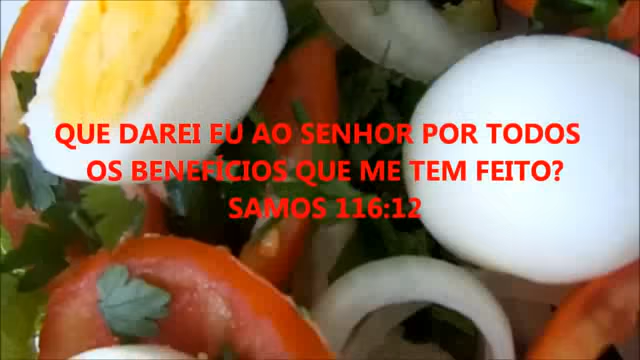 QUE DAREI EU AO SENHOR POR TODOS
OS BENEFÍCIOS QUE ME TEM FEITO?
SAMOS 116:12